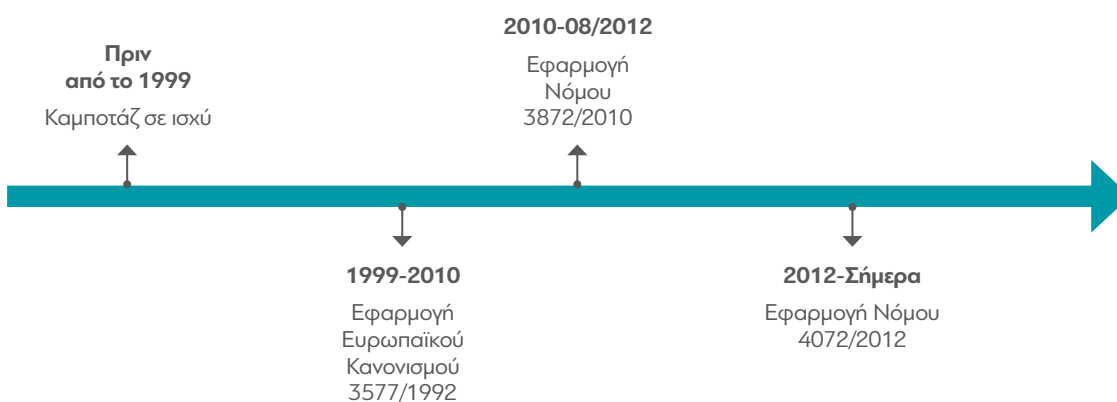 Πριν
από το 1999
Καμποτάζ σε ισχύ
1999-2010
Εφαρμογή
Ευρωπαϊκού
Κανονισμού
3577/1992
2010-08/2012
Εφαρμογή
Νόμου
3872/2010
2012-Σήμερα
Εφαρμογή Νόμου
4072/2012